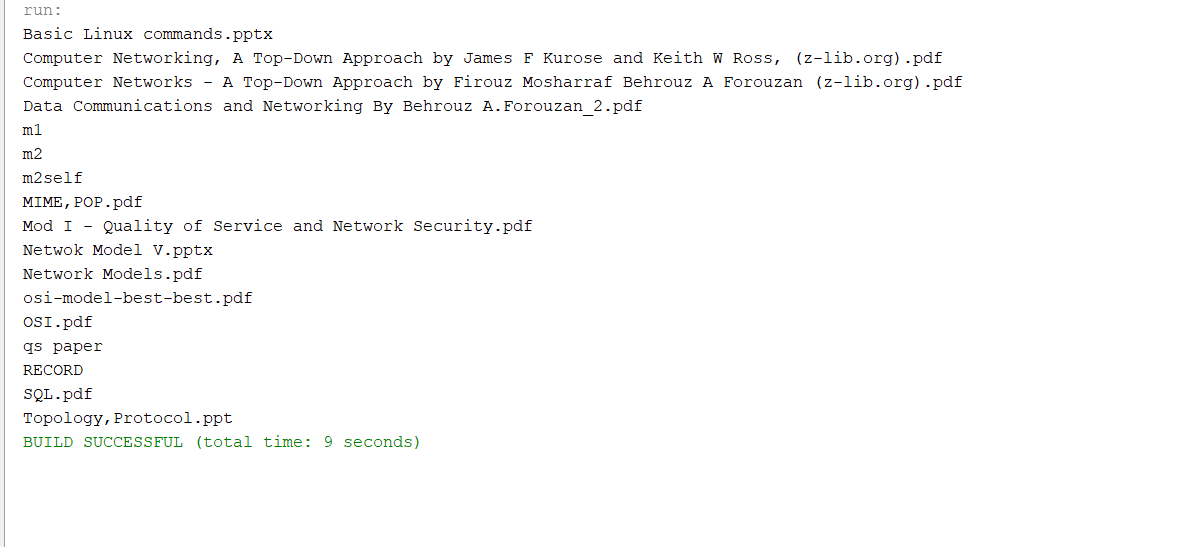 run:
Basic Linux commands.pptx
Computer Networking, A Top-Down Approach by James F Kurose and Keith W Ross, (z-lib.org).pdf
Computer Networks - A Top-Down Approach by Firouz Mosharraf Behrouz A Forouzan (z-lib.org).pdf
Data Communications and Networking By Behrouz A.Forouzan_2.pdf
m1
m2
m2self
MIME,POP.pdf
Mod I - Quality of Service and Network Security.pdf
Netwok Model V.pptx
Network Models.pdf
osi-model-best-best.pdf
OSI.pdf
qs paper
RECORD
SQL.pdf
Topology,Protocol.ppt
BUILD SUCCESSFUL (total time: 9 seconds)